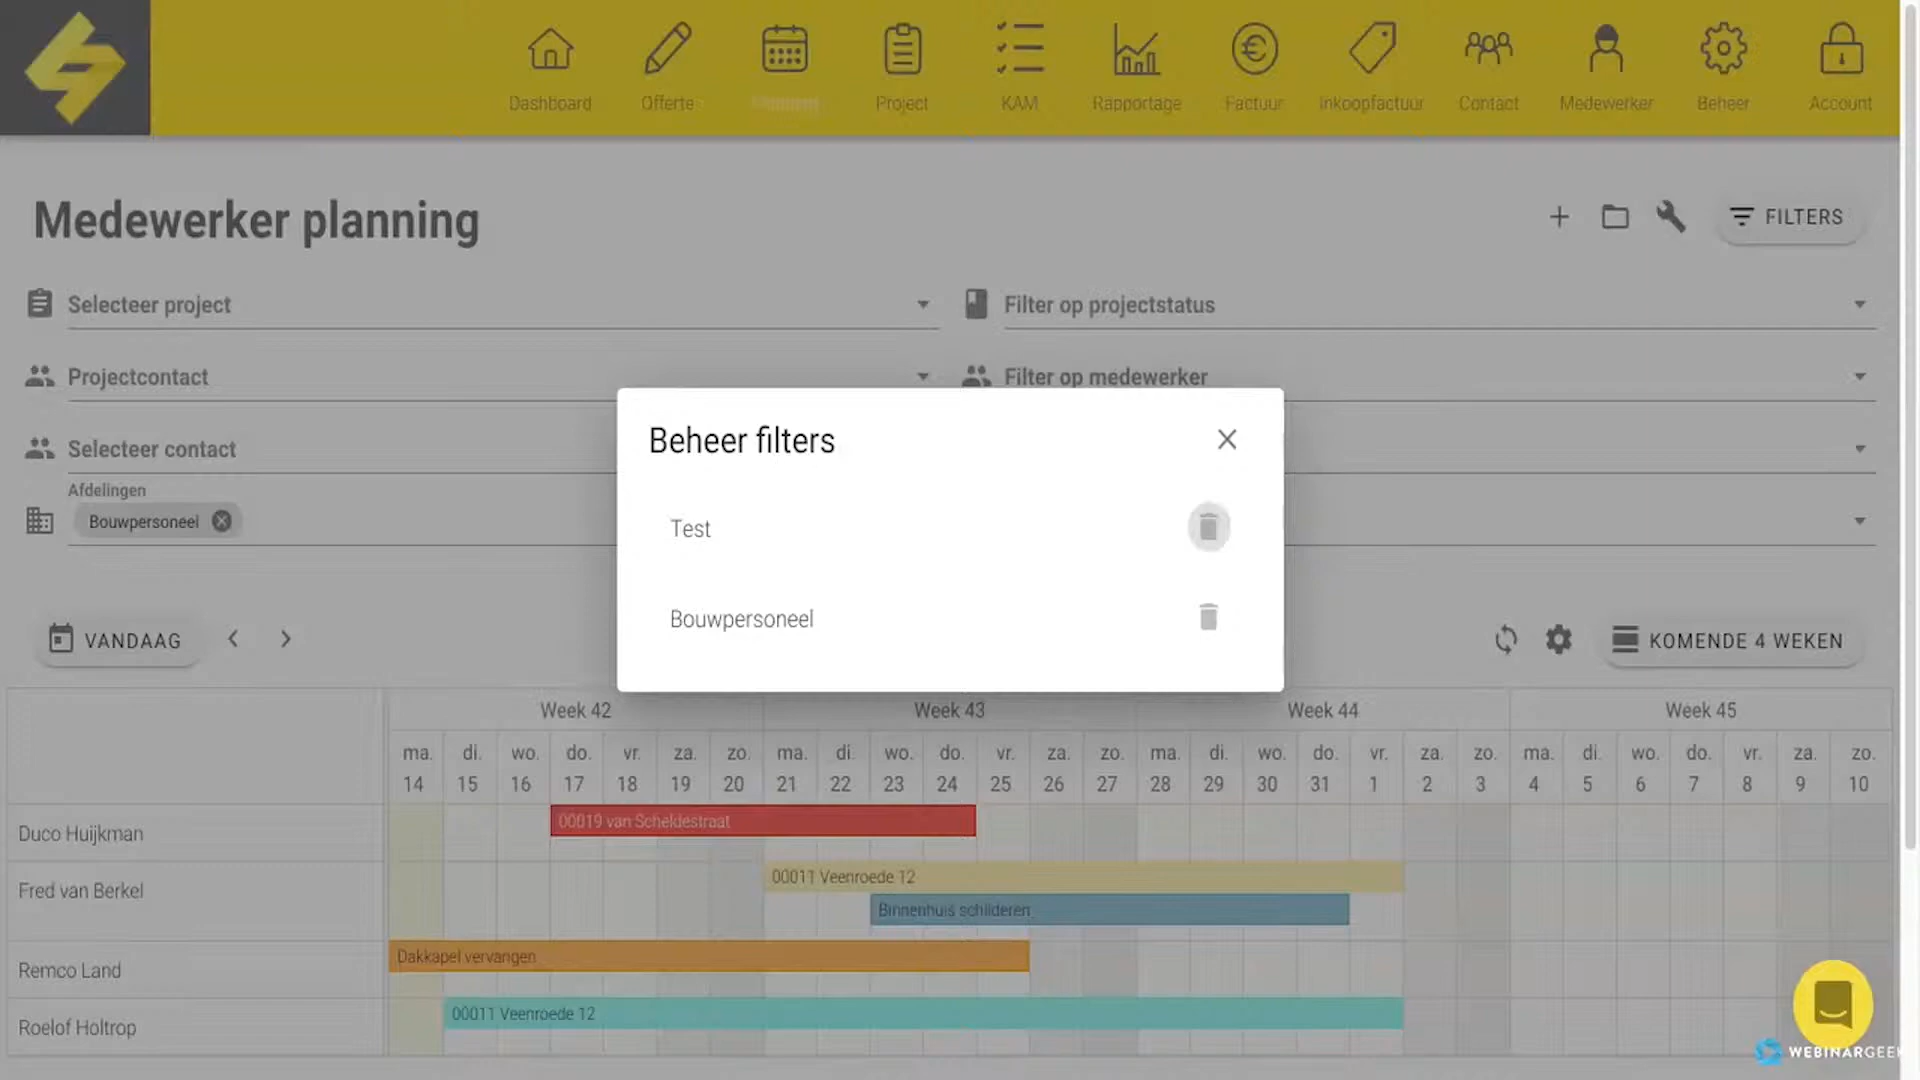 Dashboard
Offerte
Planning
Project
KAM
Rapportage
Factuur
Inkoopfactuur
Contact
Medewerker
Beheer
Account
Medewerker planning
FILTERS
Selecteer project
Filter op projectstatus
Projectcontact
Filter op medewerker
Selecteer contact
Afdelingen
Bouwpersoneel
Beheer filters
Test
Bouwpersoneel
VANDAAG
KOMENDE 4 WEKEN
Week 42 Week 43 Week 44 Week 45
ma. di. wo. do. vr. za. zo. ma. di. wo. do. vr. za. zo. ma. di. wo. do. vr. za. zo. ma. di. wo. do. vr. za. zo.
14 15 16 17 18 19 20 21 22 23 24 25 26 27 28 29 30 31 1 2 3 4 5 6 7 8 9 10
Duco Huijkman
00019 van Scheldestraat
Fred van Berkel
00011 Veenroede 12
Binnenhuis schilderen
Remco Land
Dakkapel vervangen
Roelof Holtrop
00011 Veenroede 12
WEBINARGEEK